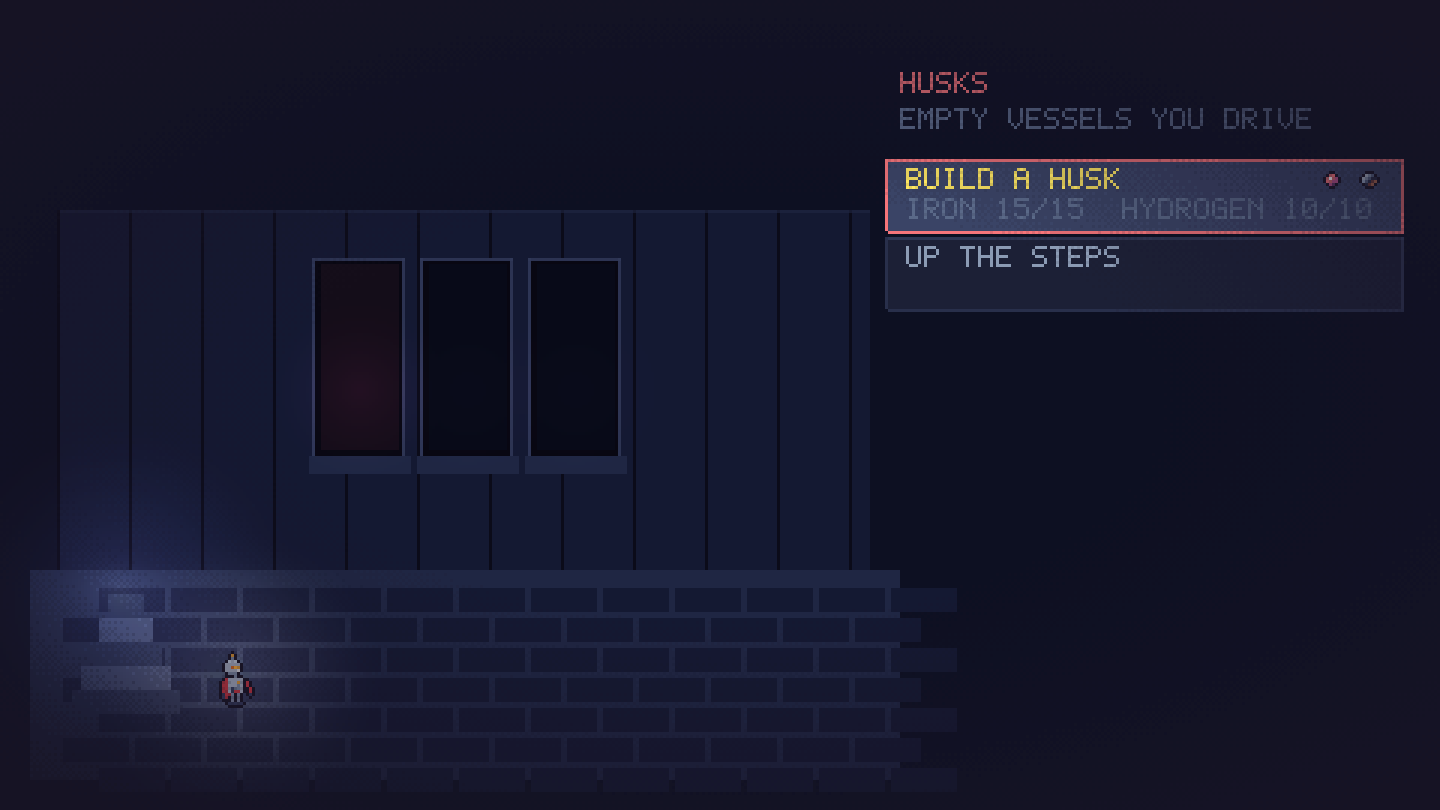 HUSKS
EMPTY VESSELS YOU DRIVE
BUILD A HUSK
IRON 15/15  HYDROGEN 10/10
UP THE STEPS